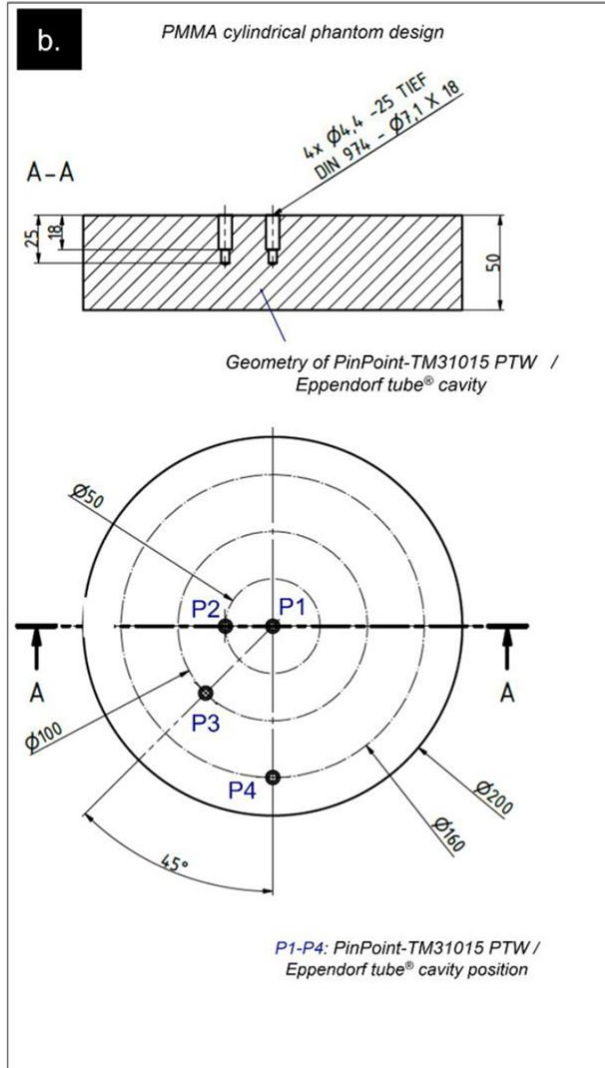 b.
PMMA cylindrical phantom design
4x Ø4,4 -25 TIEF
DIN 974 - Ø7,1 X 18
A-A
25
18
50
Geometry of PinPoint-TM31015 PTW /
Eppendorf tube® cavity
Ø50
P2
P1
A
A
P3
Ø100
P4
Ø200
Ø160
45°
P1-P4: PinPoint-TM31015 PTW /
Eppendorf tube® cavity position